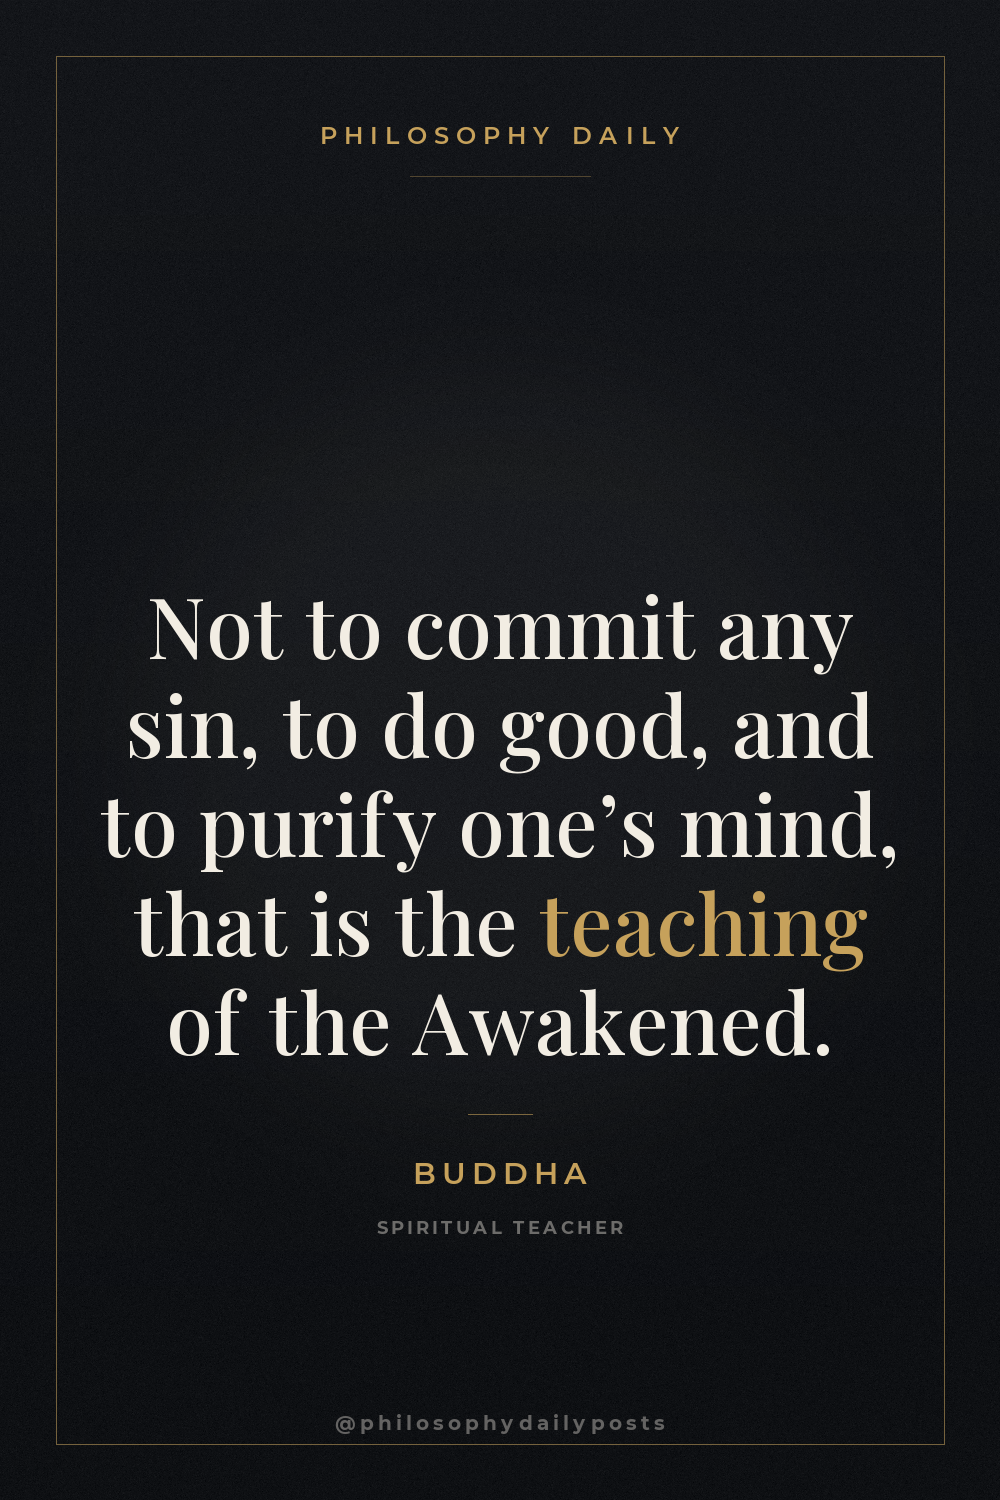 PHILOSOPHY DAILY
Not to commit any
sin, to do good, and
to purify one’s mind,
that is the teaching
of the Awakened.
BUDDHA
SPIRITUAL TEACHER
@philosophydailyposts